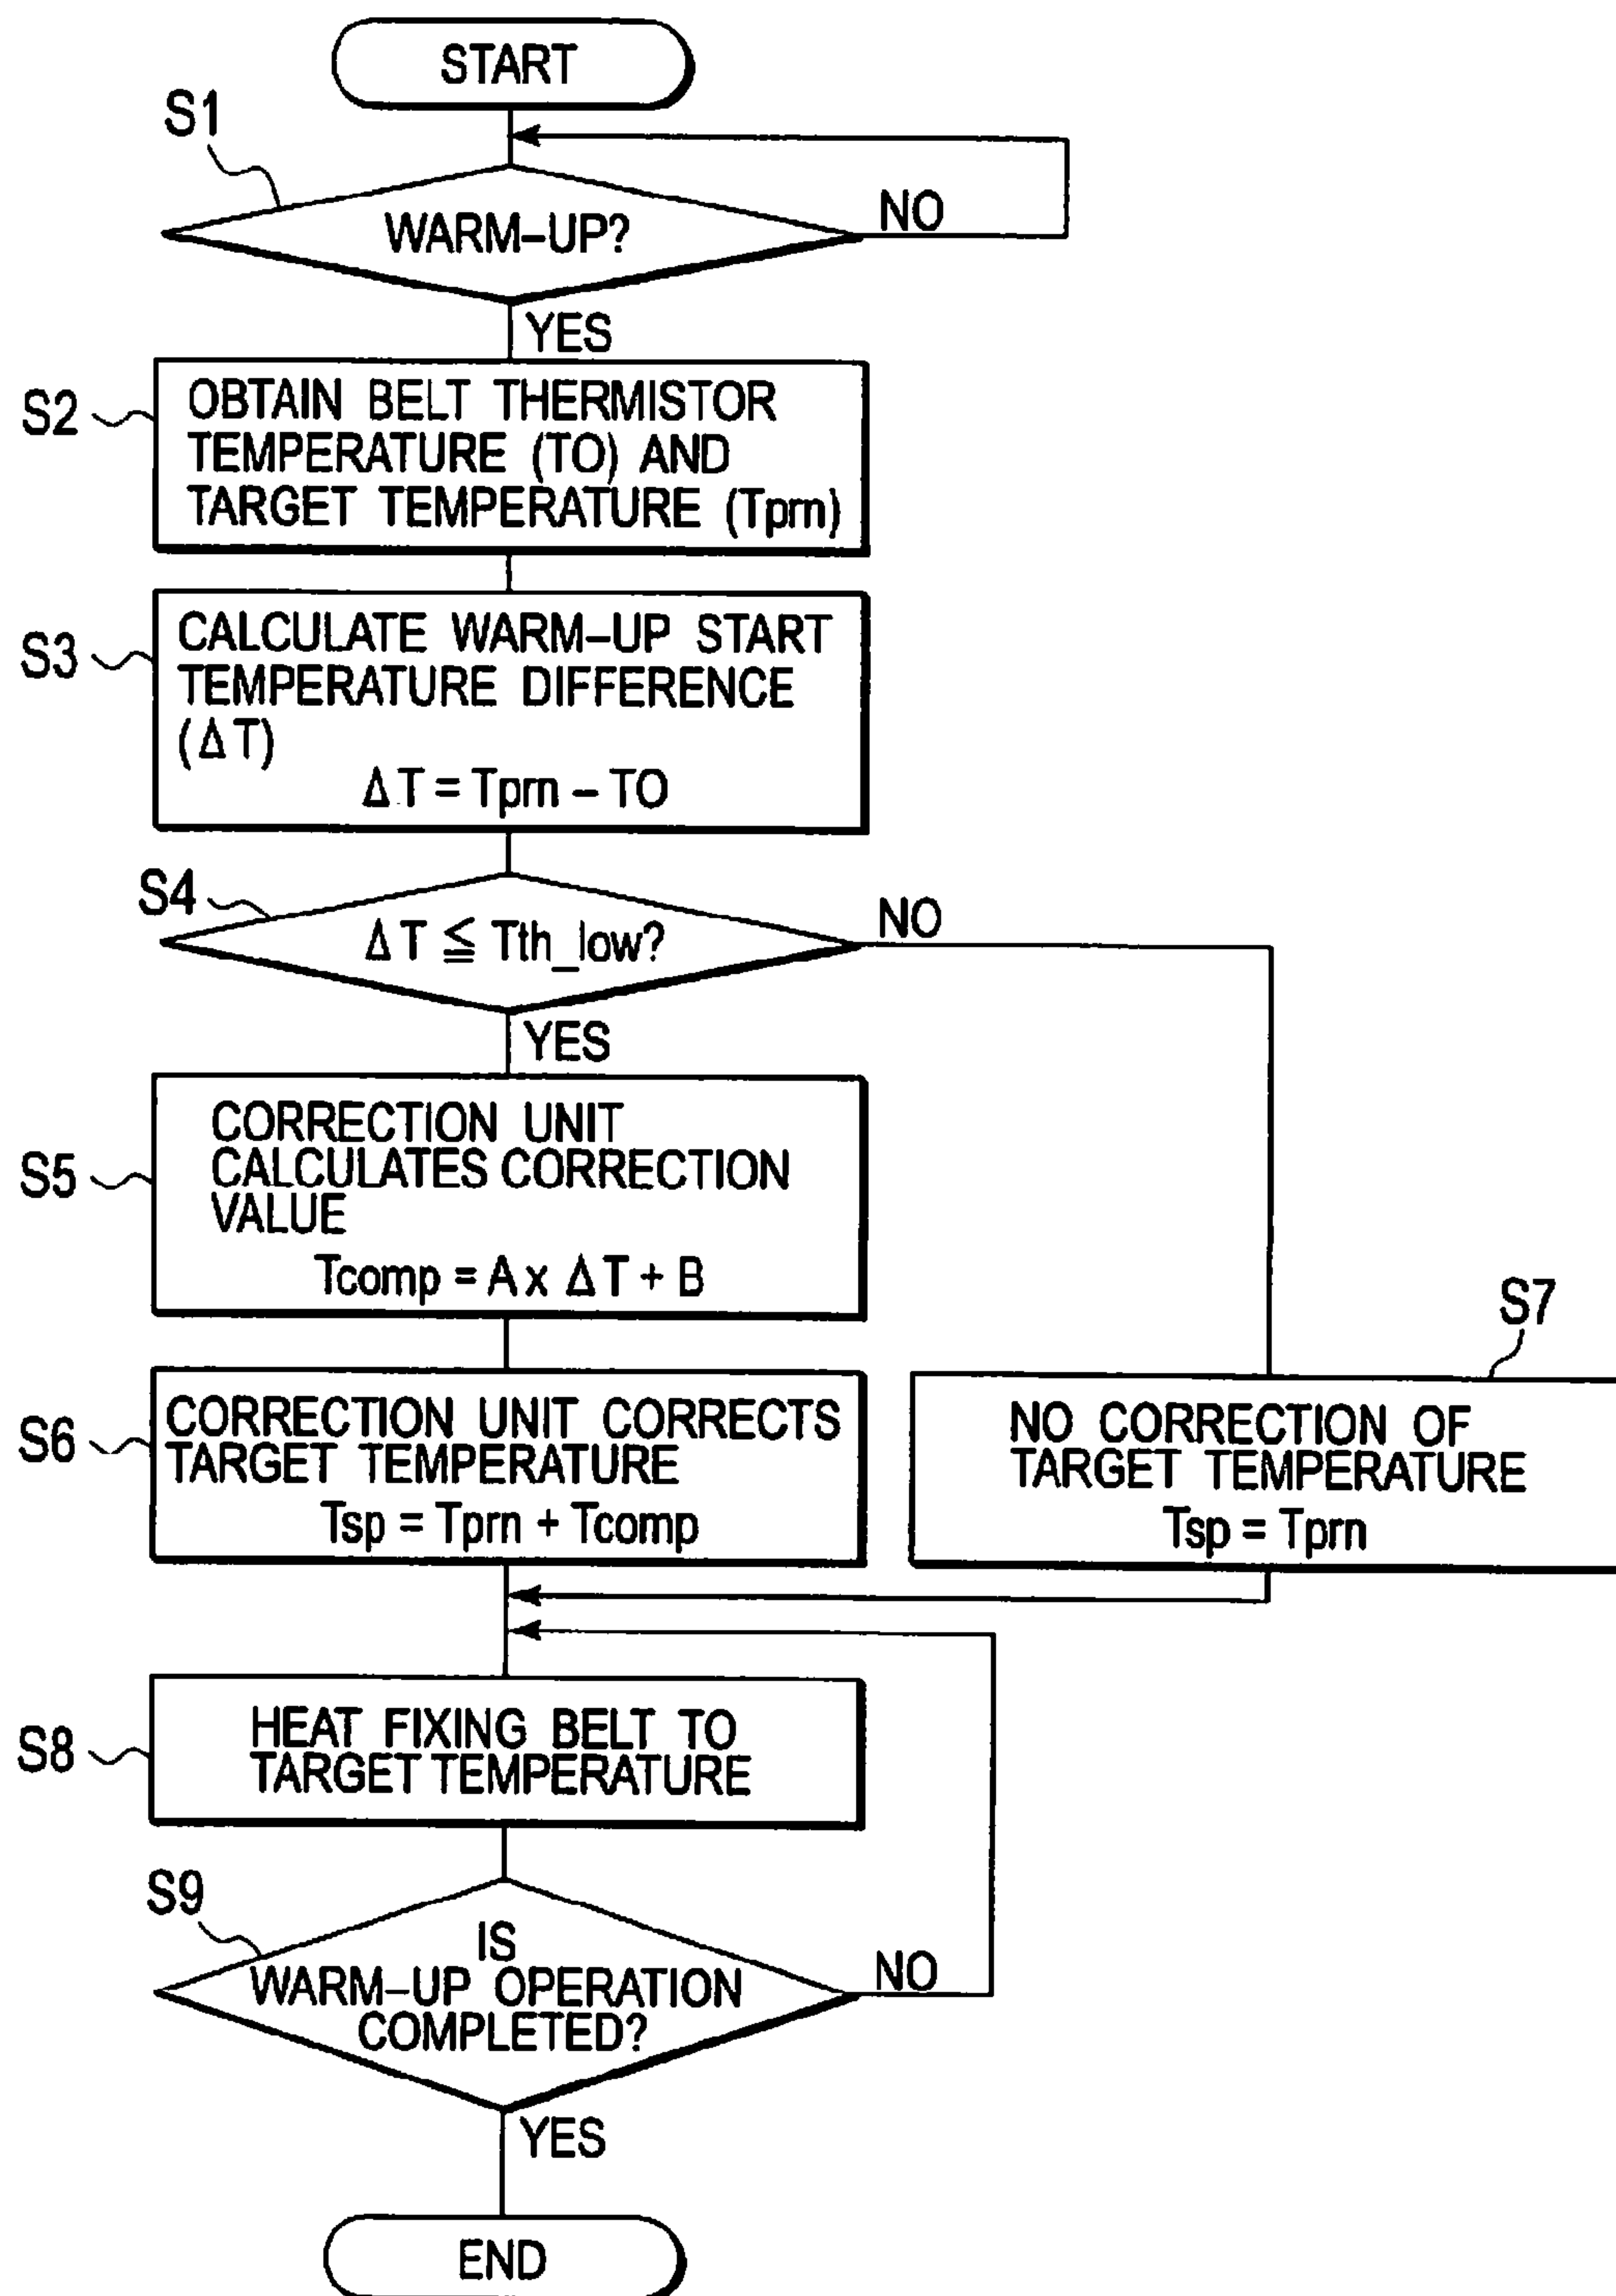 START
S1
WARM–UP?
NO
YES
S2
OBTAIN BELT THERMISTOR
TEMPERATURE (TO) AND
TARGET TEMPERATURE (Tprn)
S3
CALCULATE WARM–UP START
TEMPERATURE DIFFERENCE
(ΔT)
ΔT = Tprn – TO
S4
ΔT ≦ Tth_low?
NO
YES
S5
CORRECTION UNIT
CALCULATES CORRECTION
VALUE
Tcomp = A x ΔT + B
S6
CORRECTION UNIT CORRECTS
TARGET TEMPERATURE
Tsp = Tprn + Tcomp
S7
NO CORRECTION OF
TARGET TEMPERATURE
Tsp = Tprn
S8
HEAT FIXING BELT TO
TARGET TEMPERATURE
S9
IS
WARM–UP OPERATION
COMPLETED?
NO
YES
END